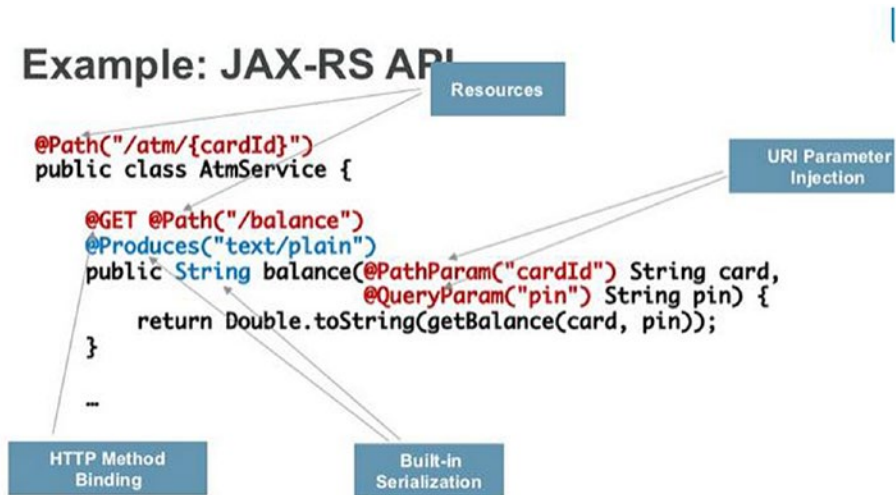 Example: JAX-RS API
Resources
@Path("/atm/{cardId}")
public class AtmService {
URI Parameter
Injection
@GET @Path("/balance")
@Produces("text/plain")
public String balance(@PathParam("cardId") String card,
@QueryParam("pin") String pin) {
return Double.toString(getBalance(card, pin));
}
…
HTTP Method
Binding
Built-in
Serialization